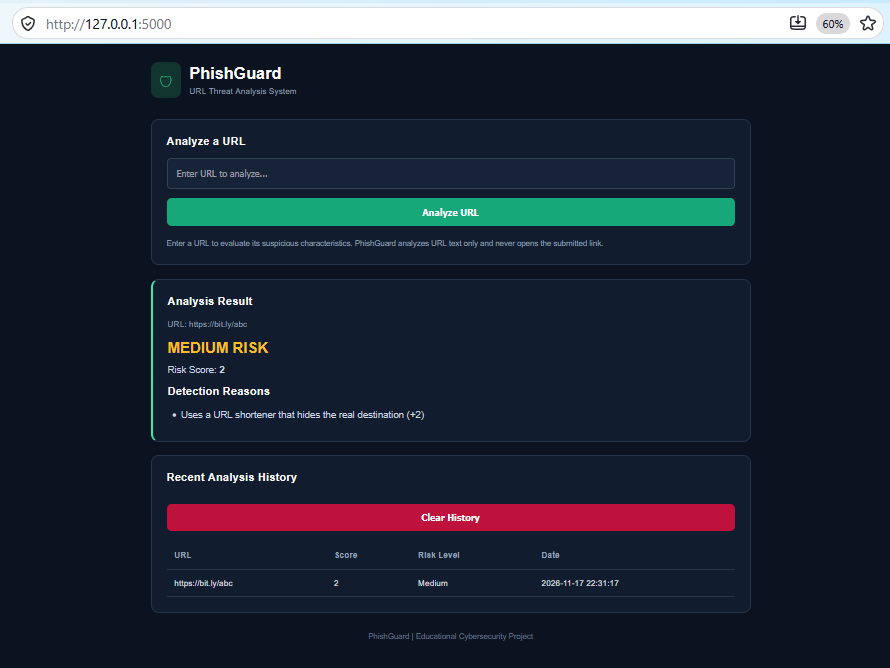 http://127.0.0.1:5000
60%
PhishGuard
URL Threat Analysis System
Analyze a URL
Enter URL to analyze...
Analyze URL
Enter a URL to evaluate its suspicious characteristics. PhishGuard analyzes URL text only and never opens the submitted link.
Analysis Result
URL: https://bit.ly/abc
MEDIUM RISK
Risk Score: 2
Detection Reasons
• Uses a URL shortener that hides the real destination (+2)
Recent Analysis History
Clear History
URL Score Risk Level Date
https://bit.ly/abc 2 Medium 2026-11-17 22:31:17
PhishGuard | Educational Cybersecurity Project